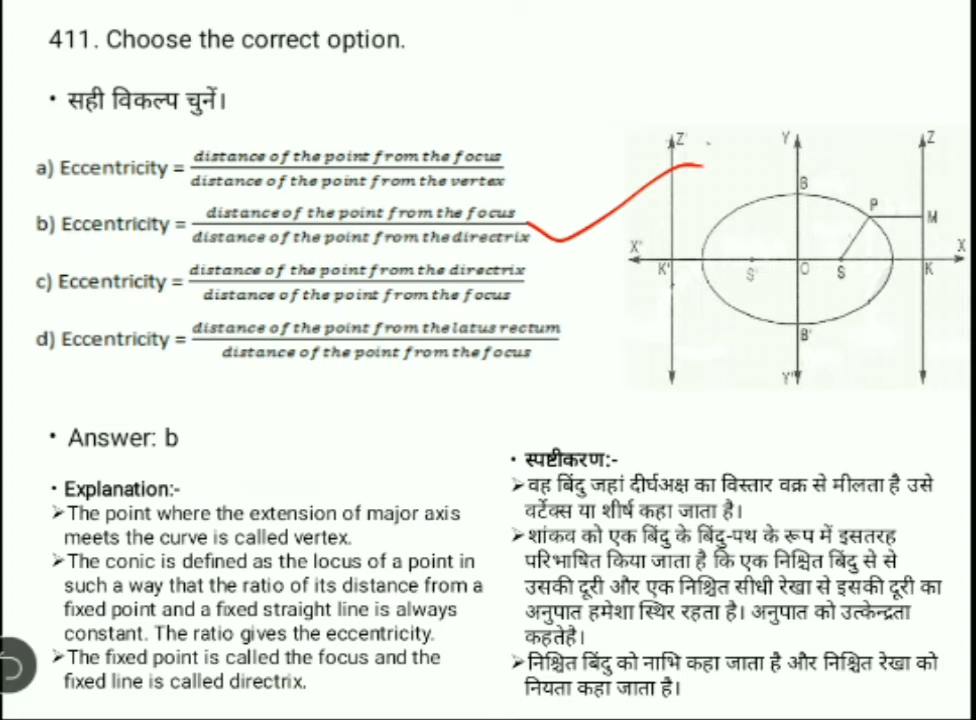 411. Choose the correct option.
• सही विकल्प चुनें।
a) Eccentricity = distance of the point from the focus
distance of the point from the vertex
b) Eccentricity = distance of the point from the focus
distance of the point from the directrix
c) Eccentricity = distance of the point from the directrix
distance of the point from the focus
d) Eccentricity = distance of the point from the latus rectum
distance of the point from the focus
Z' Y Z
B P
M
X' X
K' S' O S K
B'
Y'
• Answer: b
• Explanation:-
➢The point where the extension of major axis
meets the curve is called vertex.
➢The conic is defined as the locus of a point in
such a way that the ratio of its distance from a
fixed point and a fixed straight line is always
constant. The ratio gives the eccentricity.
➢The fixed point is called the focus and the
fixed line is called directrix.
• स्पष्टीकरण:-
➢वह बिंदु जहां दीर्घअक्ष का विस्तार वक्र से मीलता है उसे
वर्टेक्स या शीर्ष कहा जाता है।
➢शांकव को एक बिंदु के बिंदु-पथ के रूप में इसतरह
परिभाषित किया जाता है कि एक निश्चित बिंदु से से
उसकी दूरी और एक निश्चित सीधी रेखा से इसकी दूरी का
अनुपात हमेशा स्थिर रहता है। अनुपात को उत्केन्द्रता
कहतेहै।
➢निश्चित बिंदु को नाभि कहा जाता है और निश्चित रेखा को
नियता कहा जाता है।